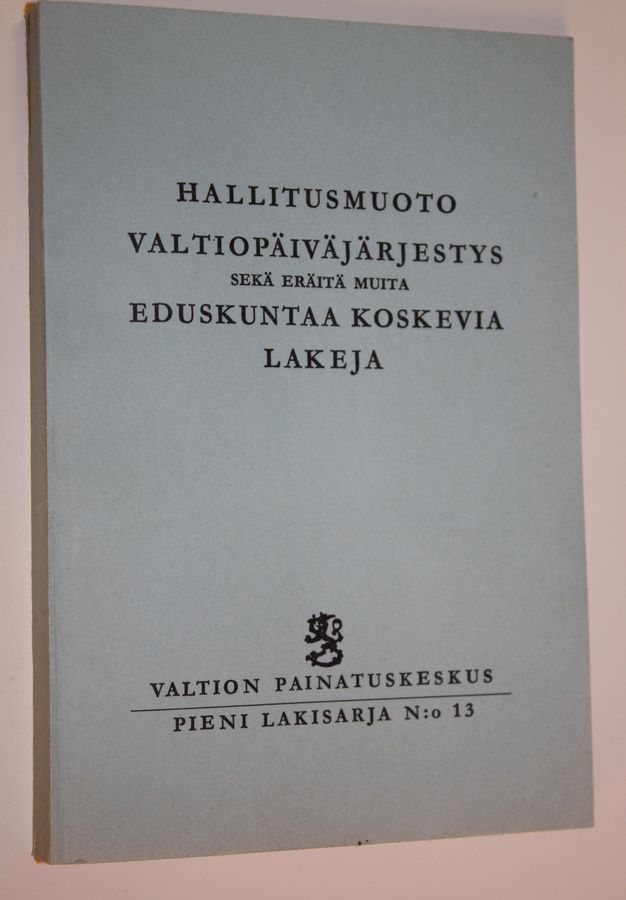 HALLITUSMUOTO
VALTIOPÄIVÄJÄRJESTYS
SEKÄ ERÄITÄ MUITA
EDUSKUNTAA KOSKEVIA
LAKEJA
VALTION PAINATUSKESKUS
PIENI LAKISARJA N:o 13